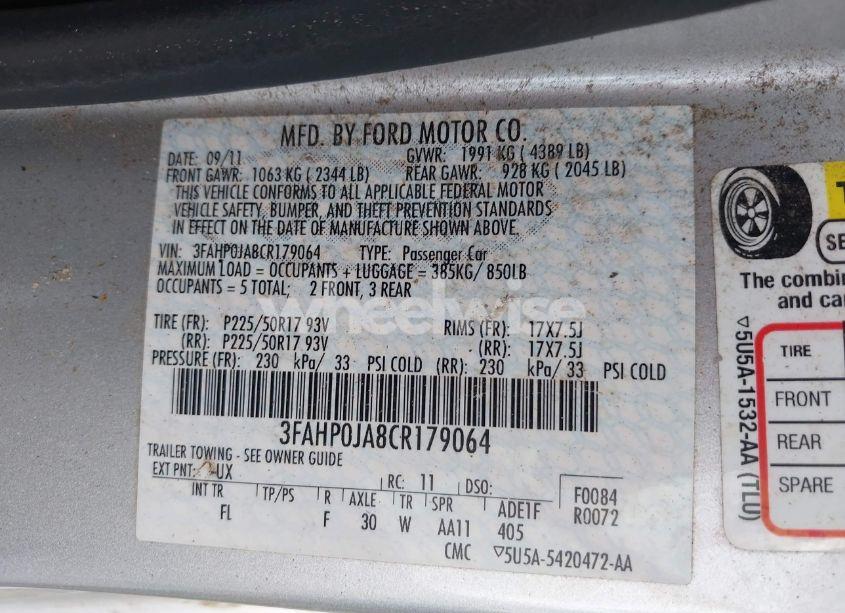 MFD. BY FORD MOTOR CO.
DATE: 09/11 GVWR: 1991 KG ( 4389 LB)
FRONT GAWR: 1063 KG ( 2344 LB) REAR GAWR: 928 KG ( 2045 LB)
THIS VEHICLE CONFORMS TO ALL APPLICABLE FEDERAL MOTOR
VEHICLE SAFETY, BUMPER, AND THEFT PREVENTION STANDARDS
IN EFFECT ON THE DATE OF MANUFACTURE SHOWN ABOVE.
VIN: 3FAHP0JA8CR179064 TYPE: Passenger Car
MAXIMUM LOAD = OCCUPANTS + LUGGAGE = 385KG/ 850LB
OCCUPANTS = 5 TOTAL; 2 FRONT, 3 REAR
wheelwise
TIRE (FR): P225/50R17 93V RIMS (FR): 17X7.5J
(RR): P225/50R17 93V (RR): 17X7.5J
PRESSURE (FR): 230 kPa/ 33 PSI COLD (RR): 230 kPa/ 33 PSI COLD
3FAHP0JA8CR179064
TRAILER TOWING - SEE OWNER GUIDE
EXT PNT: UX RC: 11 DSO: F0084
INT TR TP/PS R AXLE TR SPR ADE1F R0072
FL F 30 W AA11 405
CMC ▽5U5A-5420472-AA
▽5U5A-1532-AA (TLU)
The combin
and ca
TIRE
FRONT
REAR
SPARE